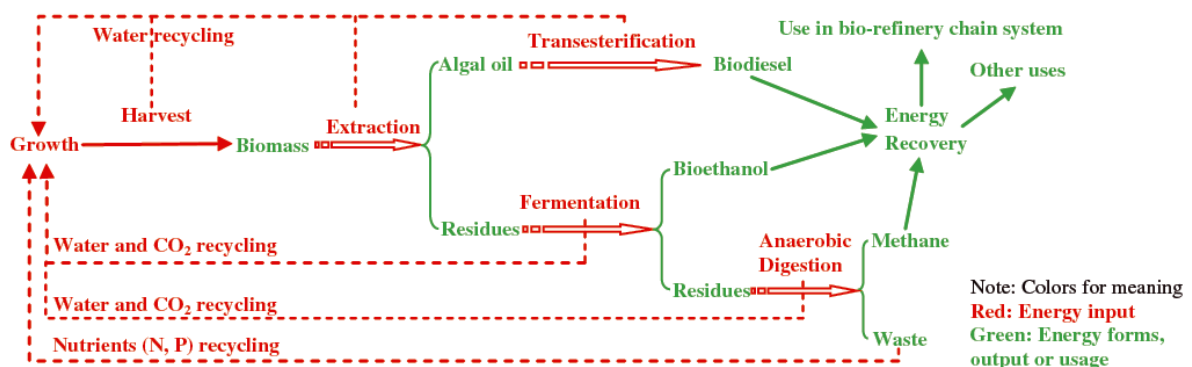 Use in bio-refinery chain system
Water recycling
Transesterification
Algal oil
Biodiesel
Other uses
Harvest
Extraction
Energy
Recovery
Growth
Biomass
Bioethanol
Fermentation
Residues
Water and CO₂ recycling
Anaerobic
Digestion
Methane
Residues
Water and CO₂ recycling
Waste
Nutrients (N, P) recycling
Note: Colors for meaning
Red: Energy input
Green: Energy forms,
output or usage